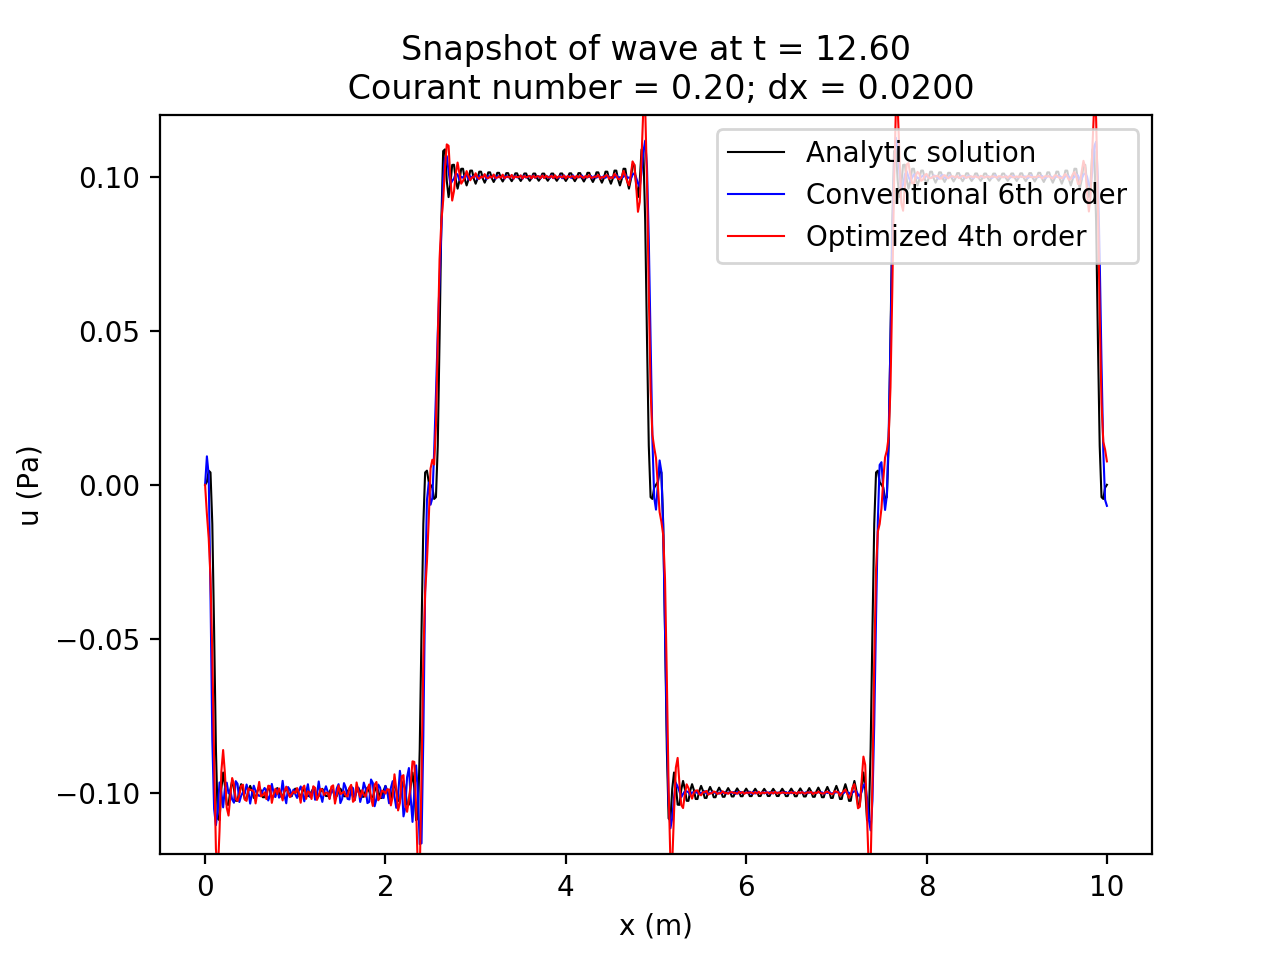 Snapshot of wave at t = 12.60
Courant number = 0.20; dx = 0.0200
Analytic solution
Conventional 6th order
Optimized 4th order
0.10
0.05
0.00
−0.05
−0.10
u (Pa)
0 2 4 6 8 10
x (m)